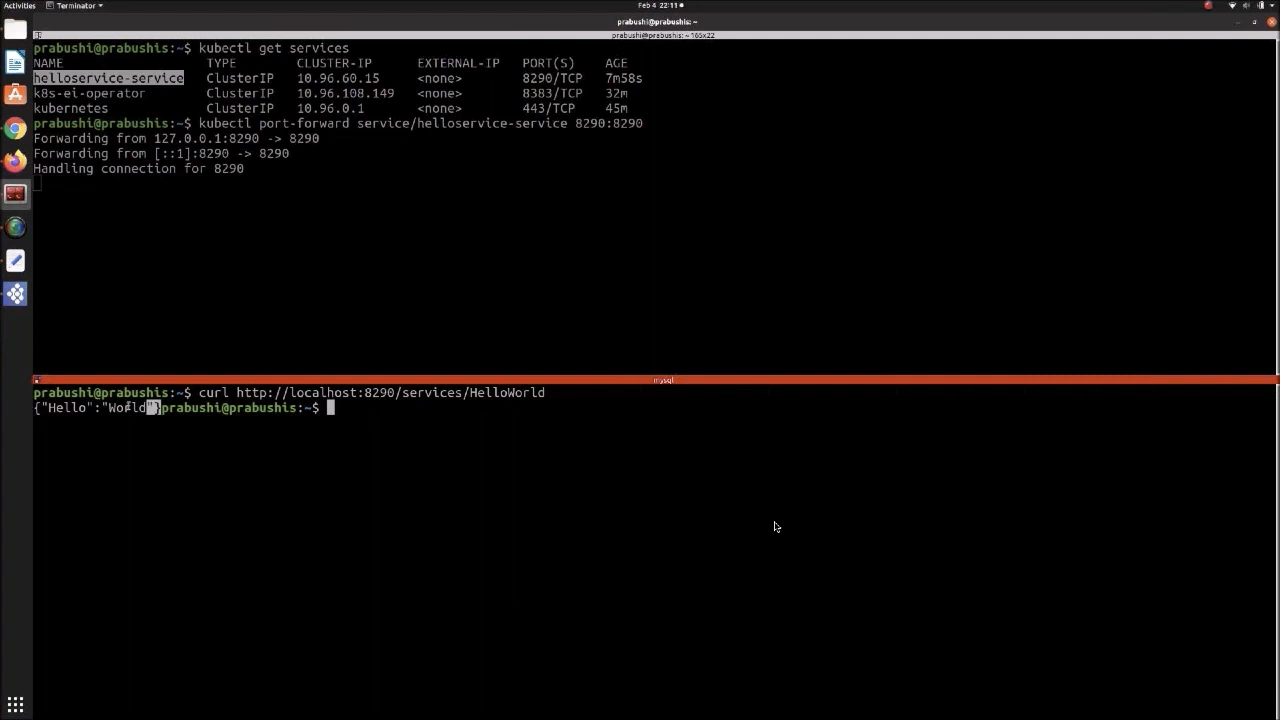 Activities Terminator Feb 4 22:11
prabushi@prabushis: ~
prabushi@prabushis: ~ 165x22
prabushi@prabushis:~$ kubectl get services
NAME TYPE CLUSTER-IP EXTERNAL-IP PORT(S) AGE
helloservice-service ClusterIP 10.96.60.15 <none> 8290/TCP 7m58s
k8s-ei-operator ClusterIP 10.96.108.149 <none> 8383/TCP 32m
kubernetes ClusterIP 10.96.0.1 <none> 443/TCP 45m
prabushi@prabushis:~$ kubectl port-forward service/helloservice-service 8290:8290
Forwarding from 127.0.0.1:8290 -> 8290
Forwarding from [::1]:8290 -> 8290
Handling connection for 8290
mysql
prabushi@prabushis:~$ curl http://localhost:8290/services/HelloWorld
{"Hello":"World"}prabushi@prabushis:~$